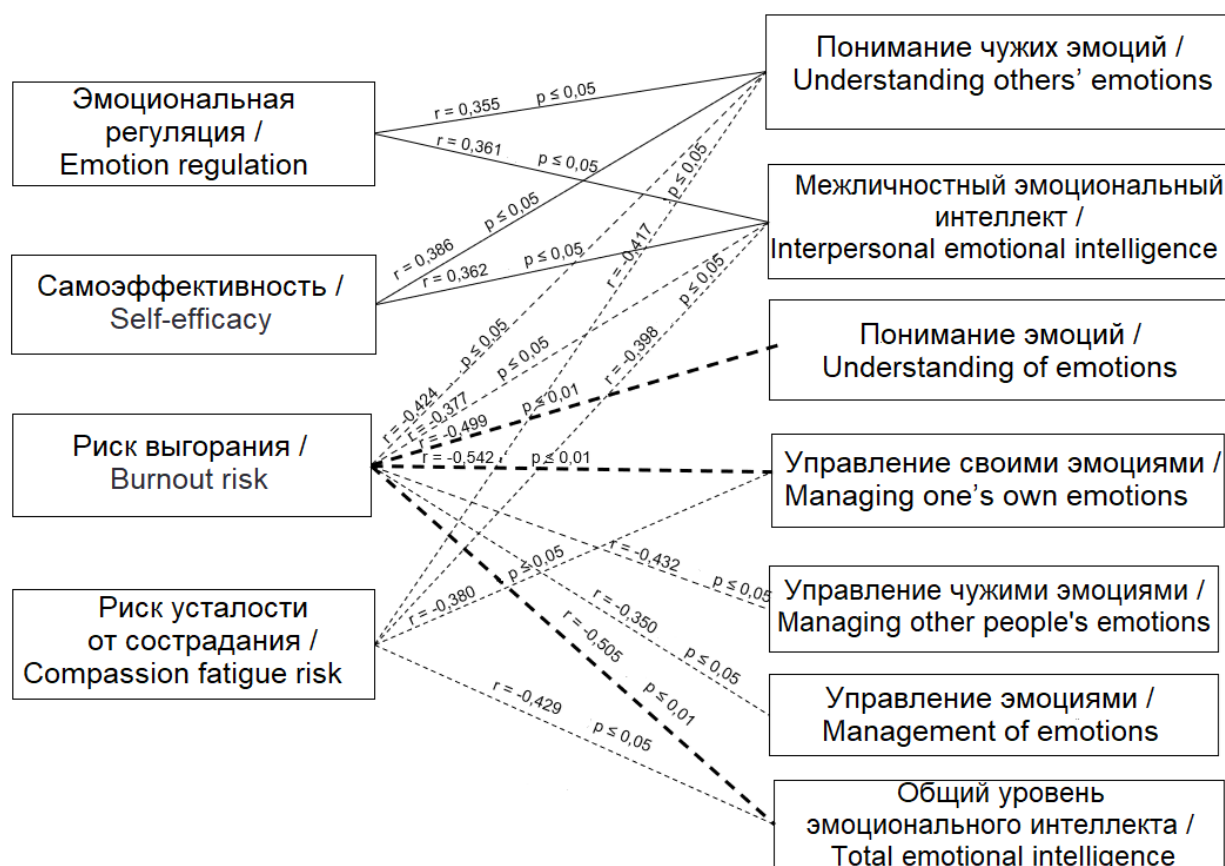 Эмоциональная
регуляция /
Emotion regulation
Самоэффективность /
Self-efficacy
Риск выгорания /
Burnout risk
Риск усталости
от сострадания /
Compassion fatigue risk
r = 0,355 p ≤ 0,05
r = 0,361 p ≤ 0,05
r = 0,386 p ≤ 0,05
r = 0,362 p ≤ 0,05
r = -0,424 p ≤ 0,05
r = -0,377 p ≤ 0,05
r = -0,499 p ≤ 0,01
r = -0,542 p ≤ 0,01
r = -0,432 p ≤ 0,05
r = -0,350 p ≤ 0,05
r = -0,505 p ≤ 0,01
r = -0,417 p ≤ 0,05
r = -0,398 p ≤ 0,05
r = -0,380 p ≤ 0,05
r = -0,429 p ≤ 0,05
Понимание чужих эмоций /
Understanding others’ emotions
Межличностный эмоциональный
интеллект /
Interpersonal emotional intelligence
Понимание эмоций /
Understanding of emotions
Управление своими эмоциями /
Managing one’s own emotions
Управление чужими эмоциями /
Managing other people's emotions
Управление эмоциями /
Management of emotions
Общий уровень
эмоционального интеллекта /
Total emotional intelligence